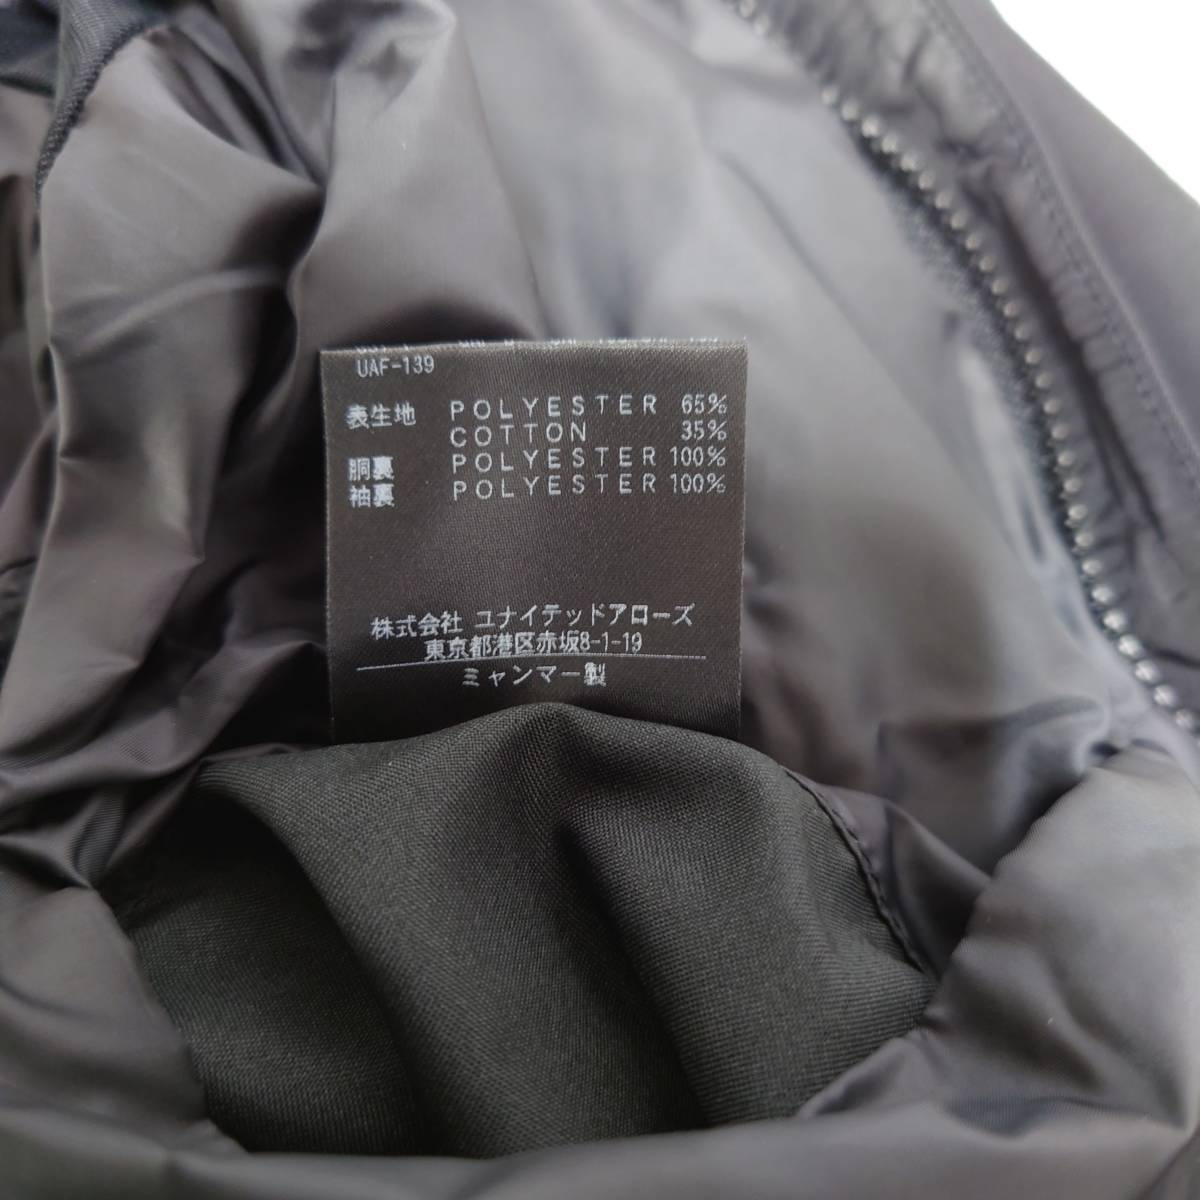 UAF-139
表生地 POLYESTER 65%
COTTON 35%
胴裏 POLYESTER 100%
袖裏 POLYESTER 100%
株式会社 ユナイテッドアローズ
東京都港区赤坂8-1-19
ミャンマー製